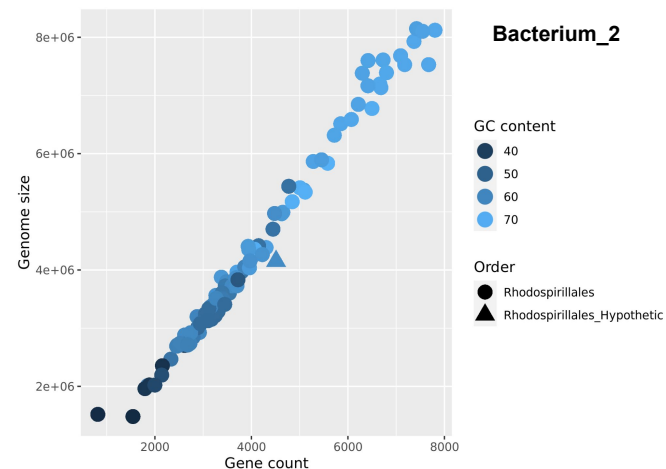 Bacterium_2
8e+06
6e+06
4e+06
2e+06
Genome size
2000 4000 6000 8000
Gene count
GC content
40
50
60
70
Order
Rhodospirillales
Rhodospirillales_Hypothetic